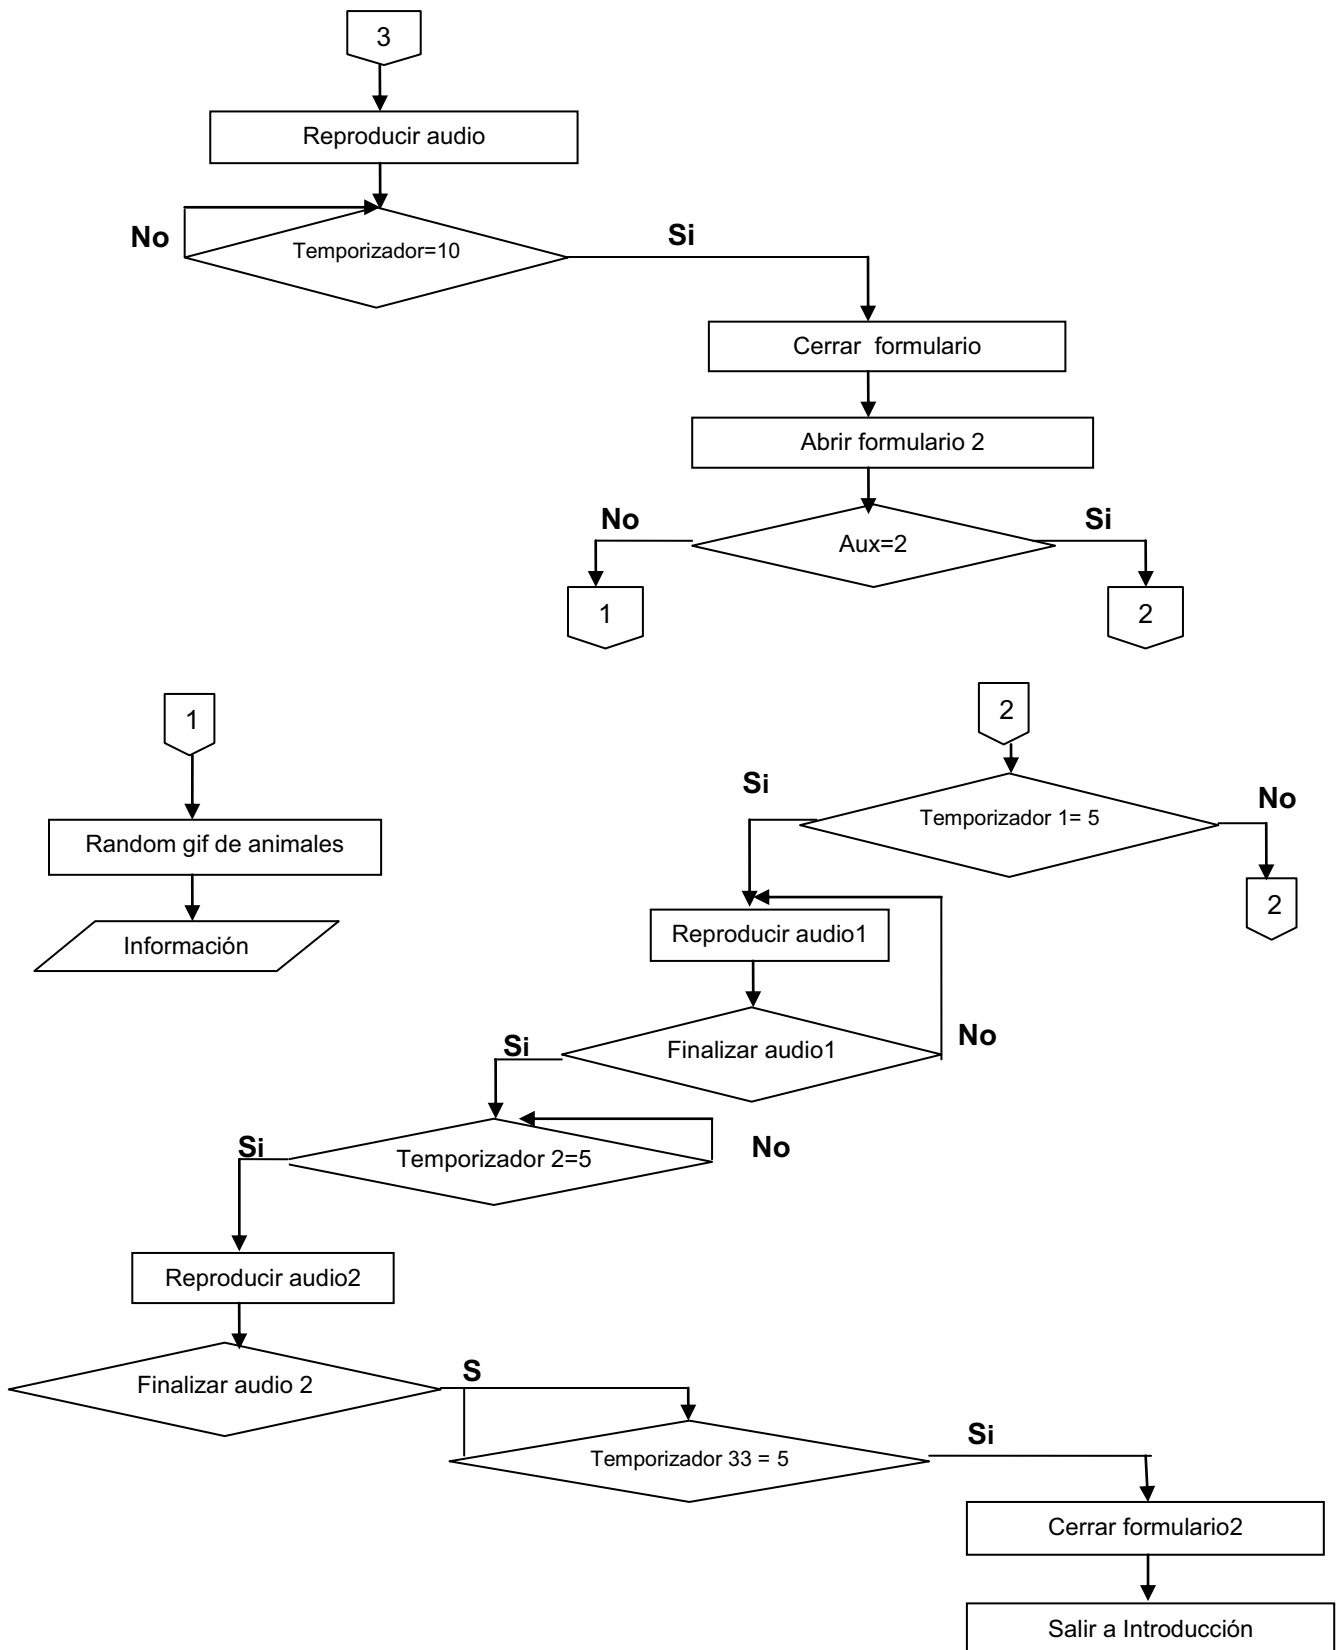 3
Reproducir audio
No
Si
Temporizador=10
Cerrar formulario
Abrir formulario 2
No
Si
Aux=2
1
2
1
2
Si
No
Temporizador 1= 5
Random gif de animales
2
Reproducir audio1
Información
Si
Finalizar audio1
No
Si
Temporizador 2=5
No
Reproducir audio2
S
Finalizar audio 2
Si
Temporizador 33 = 5
Cerrar formulario2
Salir a Introducción